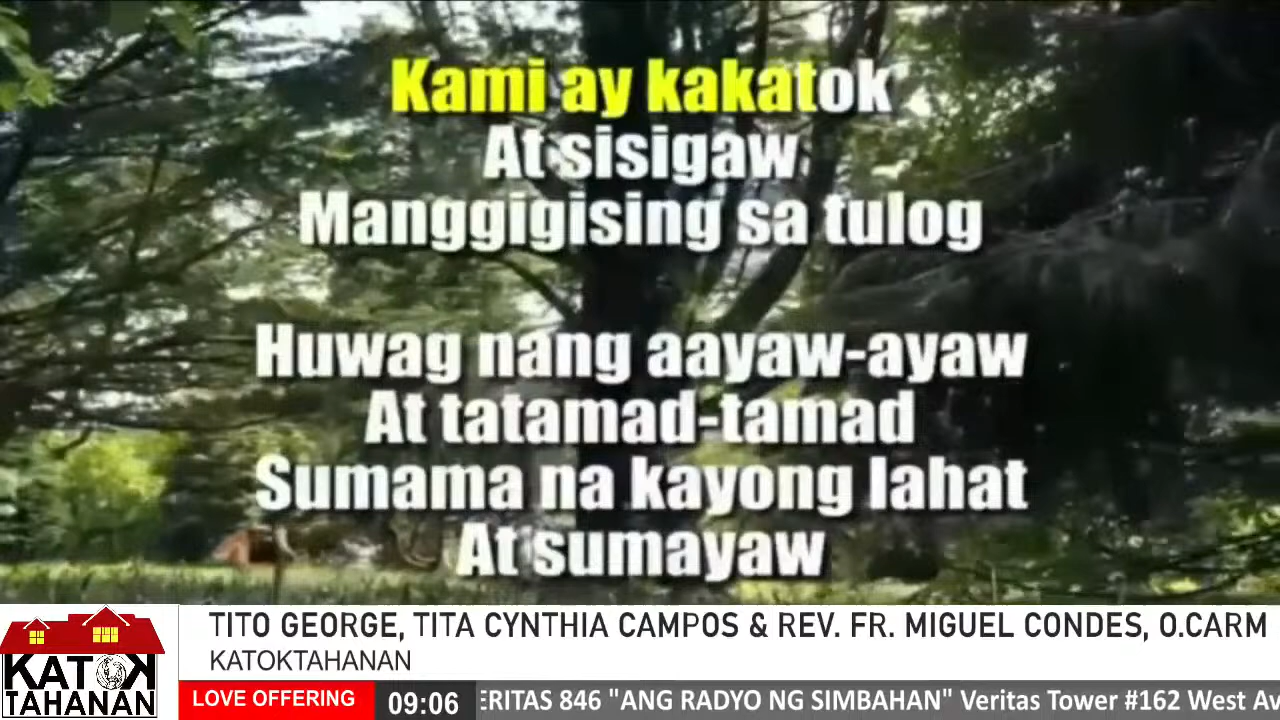 Kami ay kakatok
At sisigaw
Manggigising sa tulog
Huwag nang aayaw-ayaw
At tatamad-tamad
Sumama na kayong lahat
At sumayaw
TITO GEORGE, TITA CYNTHIA CAMPOS & REV. FR. MIGUEL CONDES, O.CARM
KATOKTAHANAN
KATOK
TAHANAN
LOVE OFFERING
09:06
ERITAS 846 "ANG RADYO NG SIMBAHAN" Veritas Tower #162 West Av